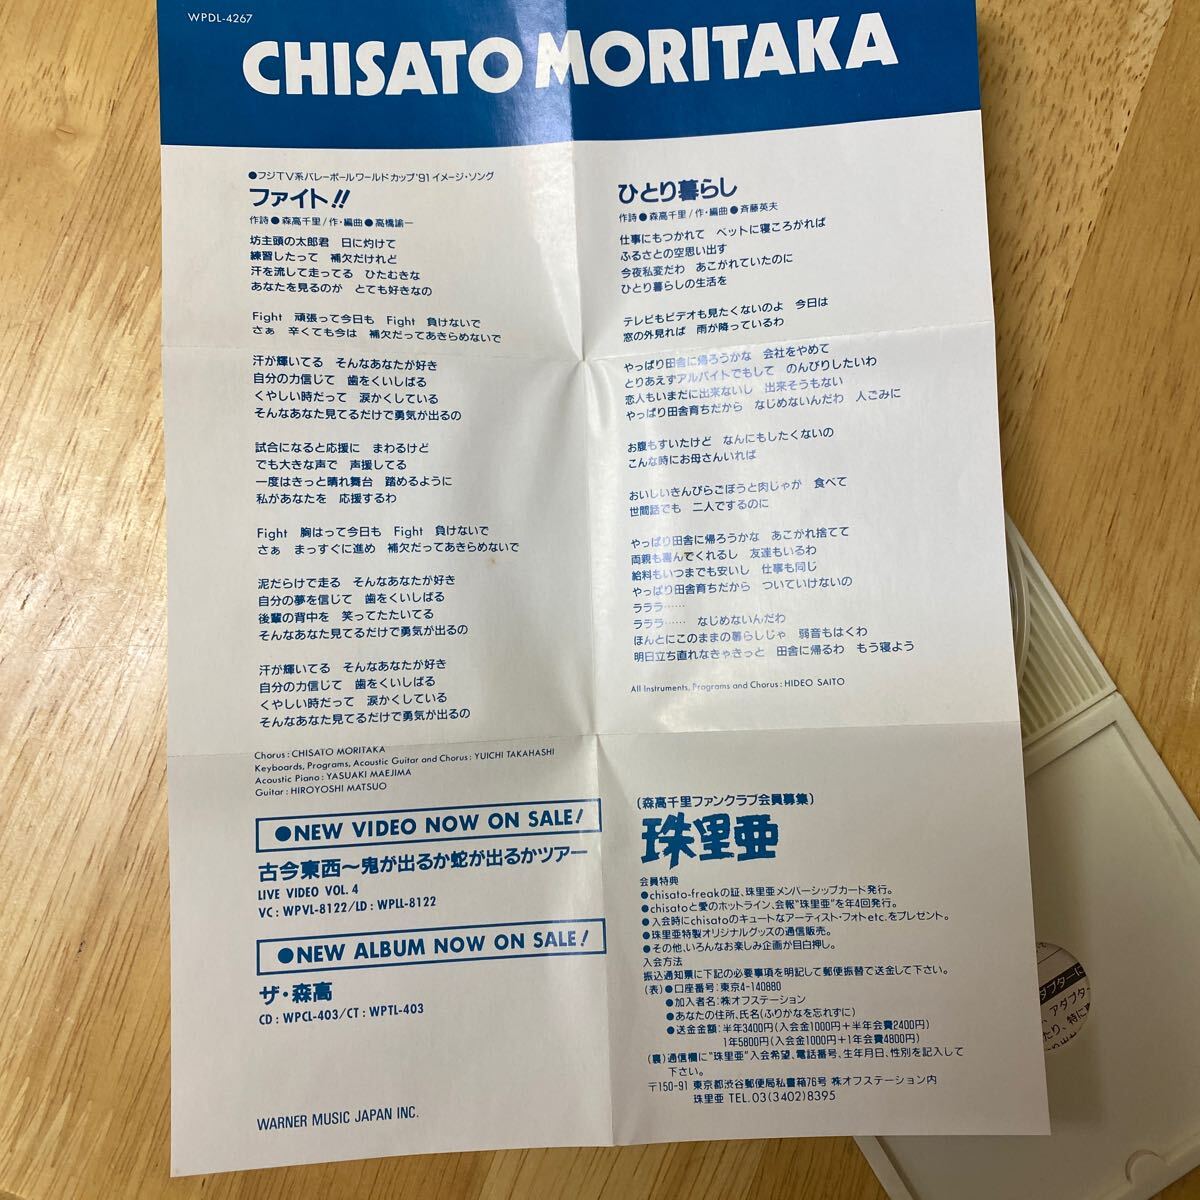 WPDL-4267
CHISATO MORITAKA
●フジTV系バレーボールワールドカップ'91イメージ・ソング
ファイト!!
作詩●森高千里/作・編曲●高橋諭一
坊主頭の太郎君 日に灼けて
練習したって 補欠だけれど
汗を流して走ってる ひたむきな
あなたを見るのが とても好きなの
Fight 頑張って今日も Fight 負けないで
さぁ 辛くても今は 補欠だってあきらめないで
汗が輝いてる そんなあなたが好き
自分の力信じて 歯をくいしばる
くやしい時だって 涙かくしている
そんなあなた見てるだけで勇気が出るの
試合になると応援に まわるけど
でも大きな声で 声援してる
一度はきっと晴れ舞台 踏めるように
私があなたを 応援するわ
Fight 胸はって今日も Fight 負けないで
さぁ まっすぐに進め 補欠だってあきらめないで
泥だらけで走る そんなあなたが好き
自分の夢を信じて 歯をくいしばる
後輩の背中を 笑ってたたいてる
そんなあなた見てるだけで勇気が出るの
汗が輝いてる そんなあなたが好き
自分の力信じて 歯をくいしばる
くやしい時だって 涙かくしている
そんなあなた見てるだけで勇気が出るの
Chorus : CHISATO MORITAKA
Keyboards, Programs, Acoustic Guitar and Chorus : YUICHI TAKAHASHI
Acoustic Piano : YASUAKI MAEJIMA
Guitar : HIROYOSHI MATSUO
●NEW VIDEO NOW ON SALE!
古今東西〜鬼が出るか蛇が出るかツアー
LIVE VIDEO VOL. 4
VC : WPVL-8122/LD : WPLL-8122
●NEW ALBUM NOW ON SALE!
ザ・森高
CD : WPCL-403/CT : WPTL-403
WARNER MUSIC JAPAN INC.
ひとり暮らし
作詩●森高千里/作・編曲●斉藤英夫
仕事にもつかれて ベットに寝ころがれば
ふるさとの空思い出す
今夜私変だわ あこがれていたのに
ひとり暮らしの生活を
テレビもビデオも見たくないのよ 今日は
窓の外見れば 雨が降っているわ
やっぱり田舎に帰ろうかな 会社をやめて
とりあえずアルバイトでもして のんびりしたいわ
恋人もいまだに出来ないし 出来そうもない
やっぱり田舎育ちだから なじめないんだわ 人ごみに
お腹もすいたけど なんにもしたくないの
こんな時にお母さんいれば
おいしいきんぴらごぼうと肉じゃが 食べて
世間話でも 二人でするのに
やっぱり田舎に帰ろうかな あこがれ捨てて
両親も喜んでくれるし 友達もいるわ
給料もいつまでも安いし 仕事も同じ
やっぱり田舎育ちだから ついていけないの
ラララ……
ラララ…… なじめないんだわ
ほんとにこのままの暮らしじゃ 弱音もはくわ
明日立ち直れなきゃきっと 田舎に帰るわ もう寝よう
All Instruments, Programs and Chorus : HIDEO SAITO
(森高千里ファンクラブ会員募集)
珠里亜
会員特典
●chisato-freakの証、珠里亜メンバーシップカード発行。
●chisatoと愛のホットライン、会報"珠里亜"を年4回発行。
●入会時にchisatoのキュートなアーティスト・フォトetc.をプレゼント。
●珠里亜特製オリジナルグッズの通信販売。
●その他、いろんなお楽しみ企画が目白押し。
入会方法
振込通知票に下記の必要事項を明記して郵便振替で送金して下さい。
(表)●口座番号:東京4-140880
●加入者名:㈱オフステーション
●あなたの住所、氏名(ふりかなを忘れずに)
●送金金額:半年3400円(入会金1000円+半年会費2400円)
1年5800円(入会金1000円+1年会費4800円)
(裏)通信欄に"珠里亜"入会希望、電話番号、生年月日、性別を記入して
下さい。
〒150-91 東京都渋谷郵便局私書箱76号 ㈱オフステーション内
珠里亜 TEL.03(3402)8395